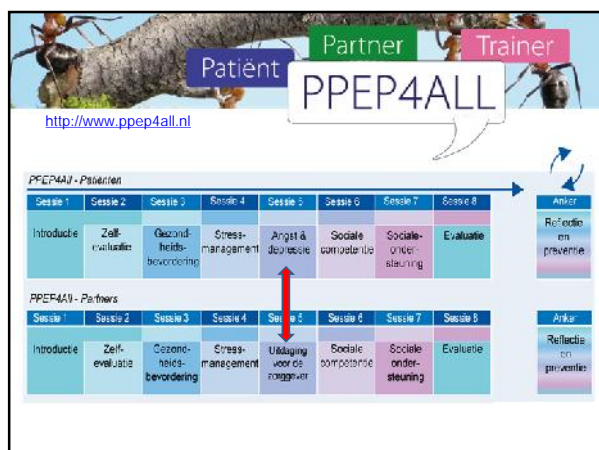 Patiënt
Partner
Trainer
PPEP4ALL
http://www.ppep4all.nl
PPEP4All - Patienten
Sessie 1 Sessie 2 Sessie 3 Sessie 4 Sessie 5 Sessie 6 Sessie 7 Sessie 8 Anker
Introductie Zelf- Gezond- Stress- Angst & Sociale Sociale- Evaluatie Reflectie
evaluatie heids- management depressie competentie onder- en
bevordering steuning preventie
PPEP4All - Partners
Sessie 1 Sessie 2 Sessie 3 Sessie 4 Sessie 5 Sessie 6 Sessie 7 Sessie 8 Anker
Introductie Zelf- Gezond- Stress- Uitdaging Sociale Sociale Evaluatie Reflectie
evaluatie heids- management voor de competentie onder- en
bevordering zorggever steuning preventie